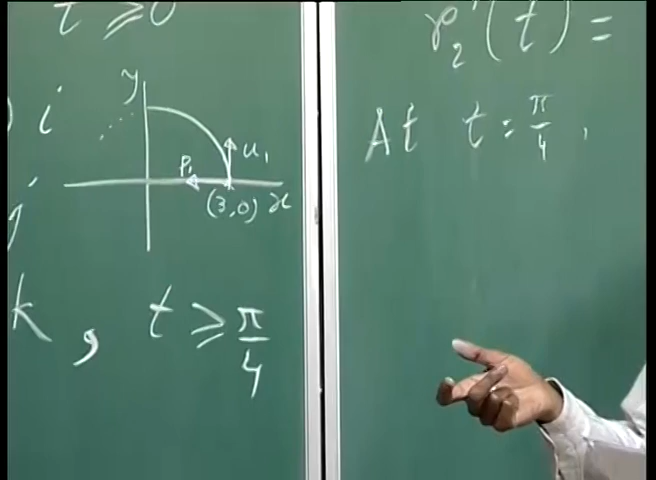 t ≥ 0
) i
y
u₁
p₁
(3,0) x
j
k , t ≥ π/4
r₂'(t) =
At t = π/4 ,